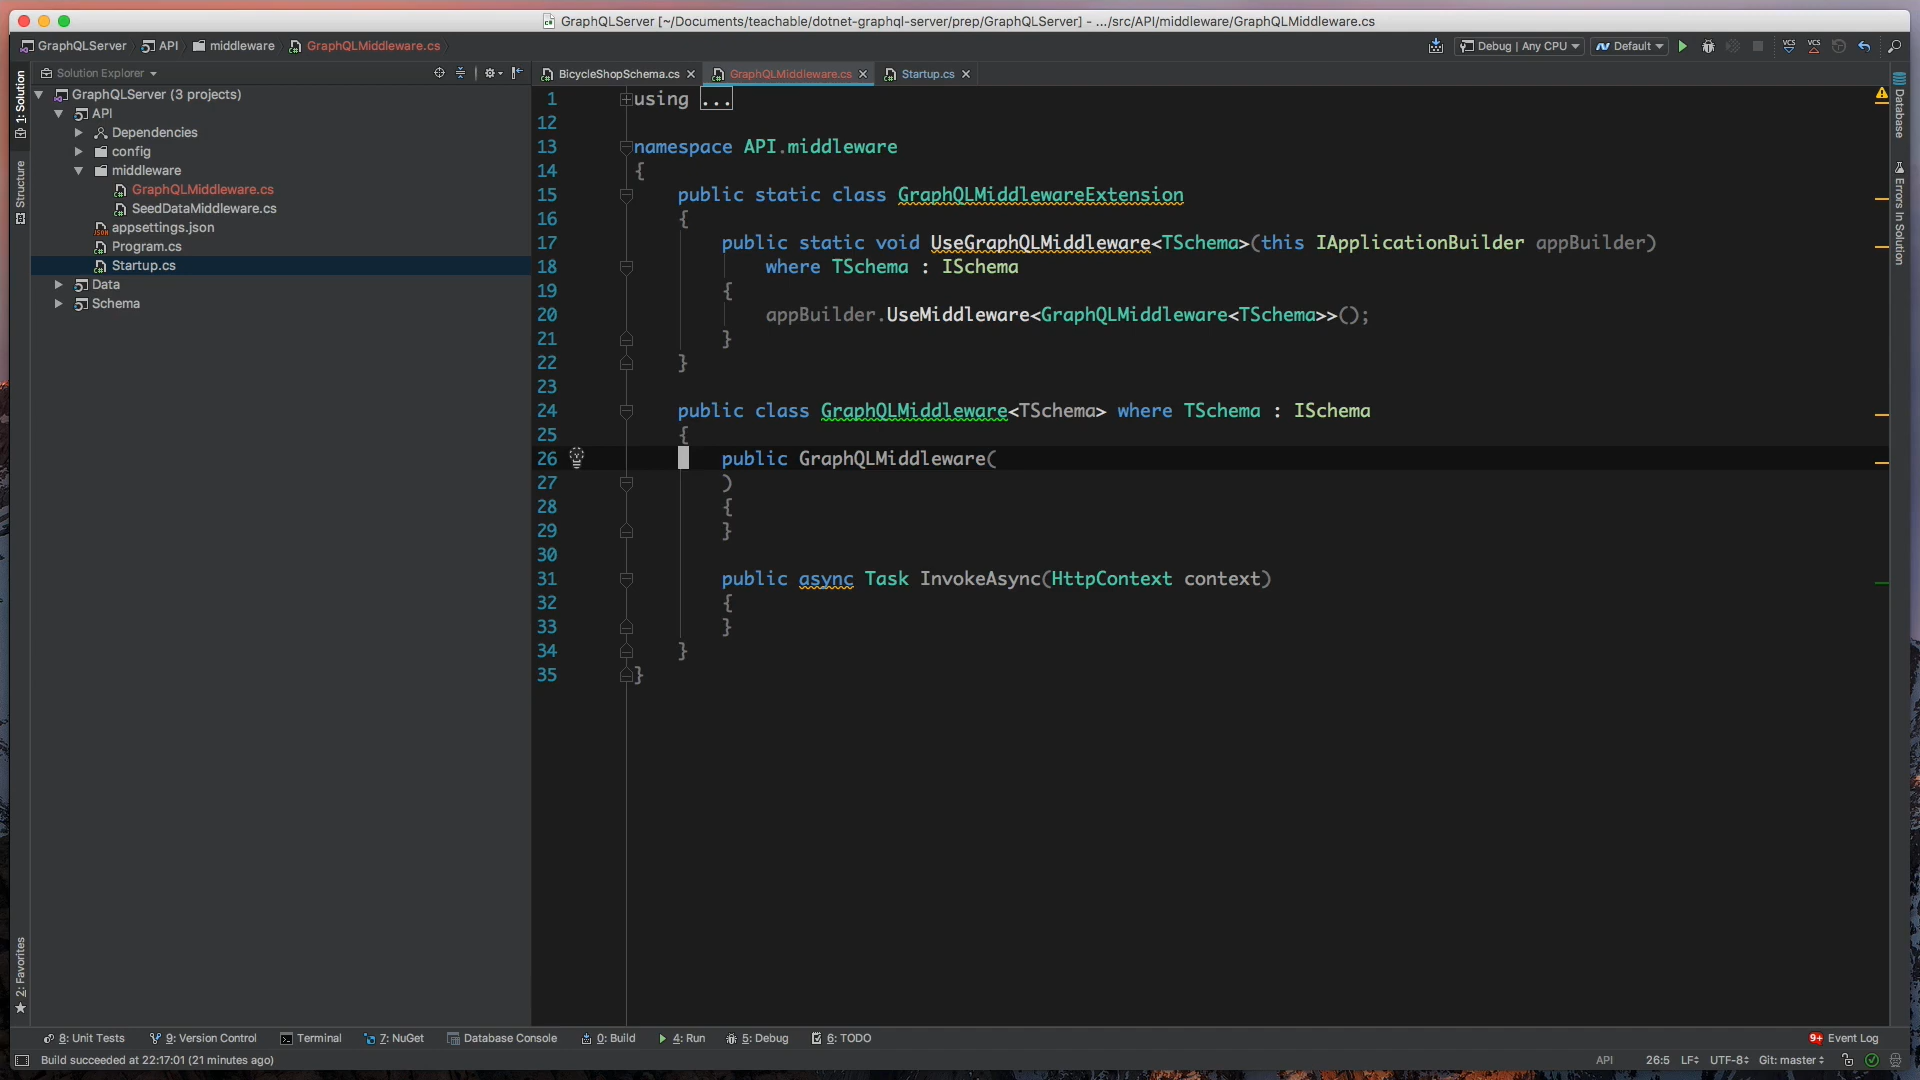 GraphQLServer [~/Documents/teachable/dotnet-graphql-server/prep/GraphQLServer] - .../src/API/middleware/GraphQLMiddleware.cs
GraphQLServer API middleware GraphQLMiddleware.cs
Debug | Any CPU Default VCS VCS
Solution Explorer
BicycleShopSchema.cs GraphQLMiddleware.cs Startup.cs
1: Solution
Structure
2: Favorites
GraphQLServer (3 projects)
API
Dependencies
config
middleware
GraphQLMiddleware.cs
SeedDataMiddleware.cs
appsettings.json
Program.cs
Startup.cs
Data
Schema
1 using ...
12
13 namespace API.middleware
14 {
15 public static class GraphQLMiddlewareExtension
16 {
17 public static void UseGraphQLMiddleware<TSchema>(this IApplicationBuilder appBuilder)
18 where TSchema : ISchema
19 {
20 appBuilder.UseMiddleware<GraphQLMiddleware<TSchema>>();
21 }
22 }
23
24 public class GraphQLMiddleware<TSchema> where TSchema : ISchema
25 {
26 public GraphQLMiddleware(
27 )
28 {
29 }
30
31 public async Task InvokeAsync(HttpContext context)
32 {
33 }
34 }
35 }
Database
Errors In Solution
8: Unit Tests 9: Version Control Terminal 7: NuGet Database Console 0: Build 4: Run 5: Debug 6: TODO 9+ Event Log
Build succeeded at 22:17:01 (21 minutes ago) API 26:5 LF UTF-8 Git: master